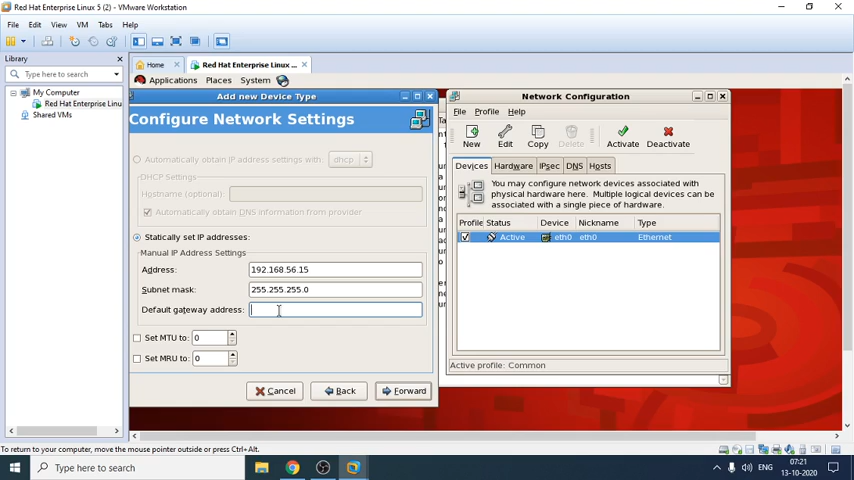 Red Hat Enterprise Linux 5 (2) - VMware Workstation
File Edit View VM Tabs Help
Library
Type here to search
My Computer
Red Hat Enterprise Linu
Shared VMs
Home
Red Hat Enterprise Linux ...
Applications Places System
Add new Device Type
Configure Network Settings
Automatically obtain IP address settings with: dhcp
DHCP Settings
Hostname (optional):
Automatically obtain DNS information from provider
Statically set IP addresses:
Manual IP Address Settings
Address: 192.168.56.15
Subnet mask: 255.255.255.0
Default gateway address:
Set MTU to: 0
Set MRU to: 0
Cancel Back Forward
Network Configuration
File Profile Help
New Edit Copy Delete Activate Deactivate
Devices Hardware IPsec DNS Hosts
You may configure network devices associated with
physical hardware here. Multiple logical devices can be
associated with a single piece of hardware.
Profile Status Device Nickname Type
Active eth0 eth0 Ethernet
Active profile: Common
To return to your computer, move the mouse pointer outside or press Ctrl+Alt.
Type here to search
ENG
07:21
13-10-2020